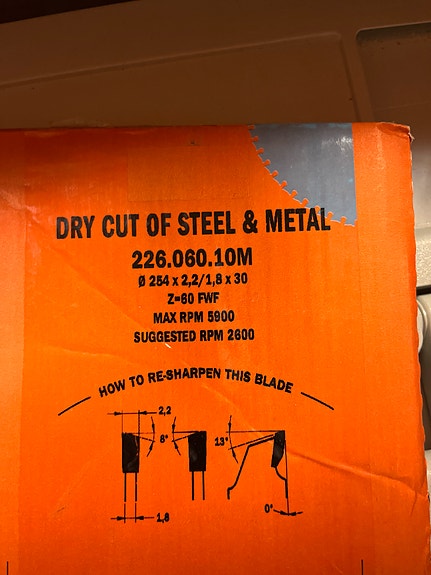 DRY CUT OF STEEL & METAL
226.060.10M
Ø 254 x 2,2/1,8 x 30
Z=60 FWF
MAX RPM 5900
SUGGESTED RPM 2600
HOW TO RE-SHARPEN THIS BLADE
2,2
8°
13°
0°
1,8